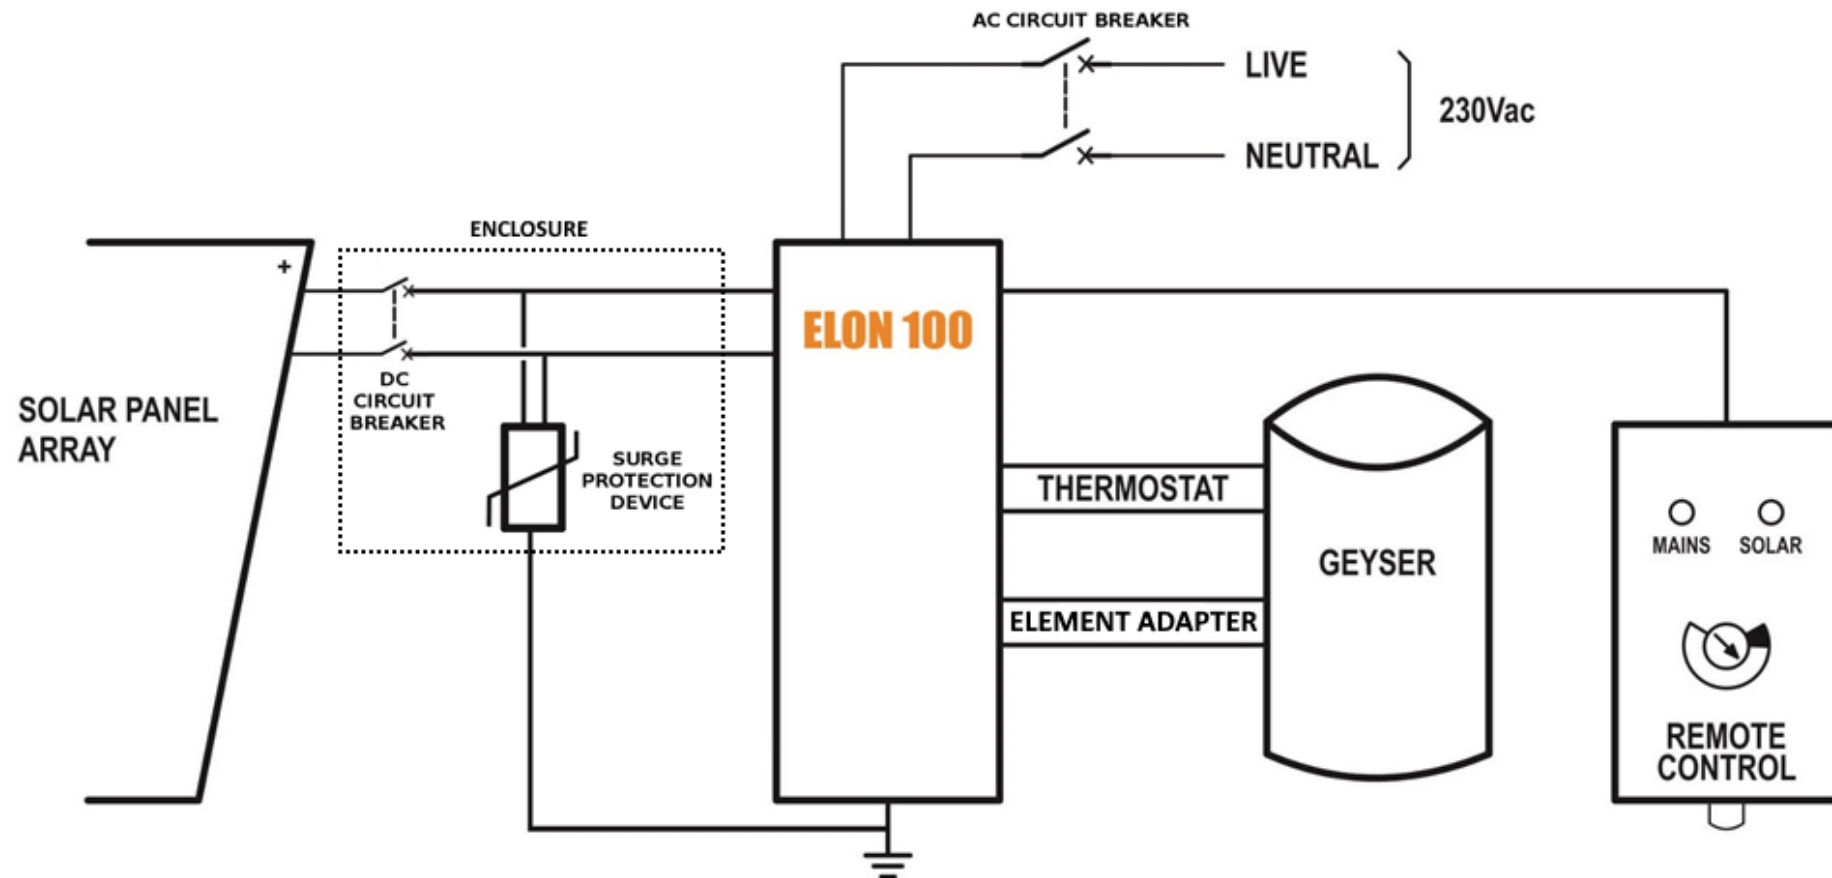 AC CIRCUIT BREAKER
LIVE
230Vac
NEUTRAL
ENCLOSURE
+
ELON 100
DC
CIRCUIT
BREAKER
SOLAR PANEL
ARRAY
SURGE
PROTECTION
DEVICE
THERMOSTAT
GEYSER
ELEMENT ADAPTER
MAINS SOLAR
REMOTE
CONTROL